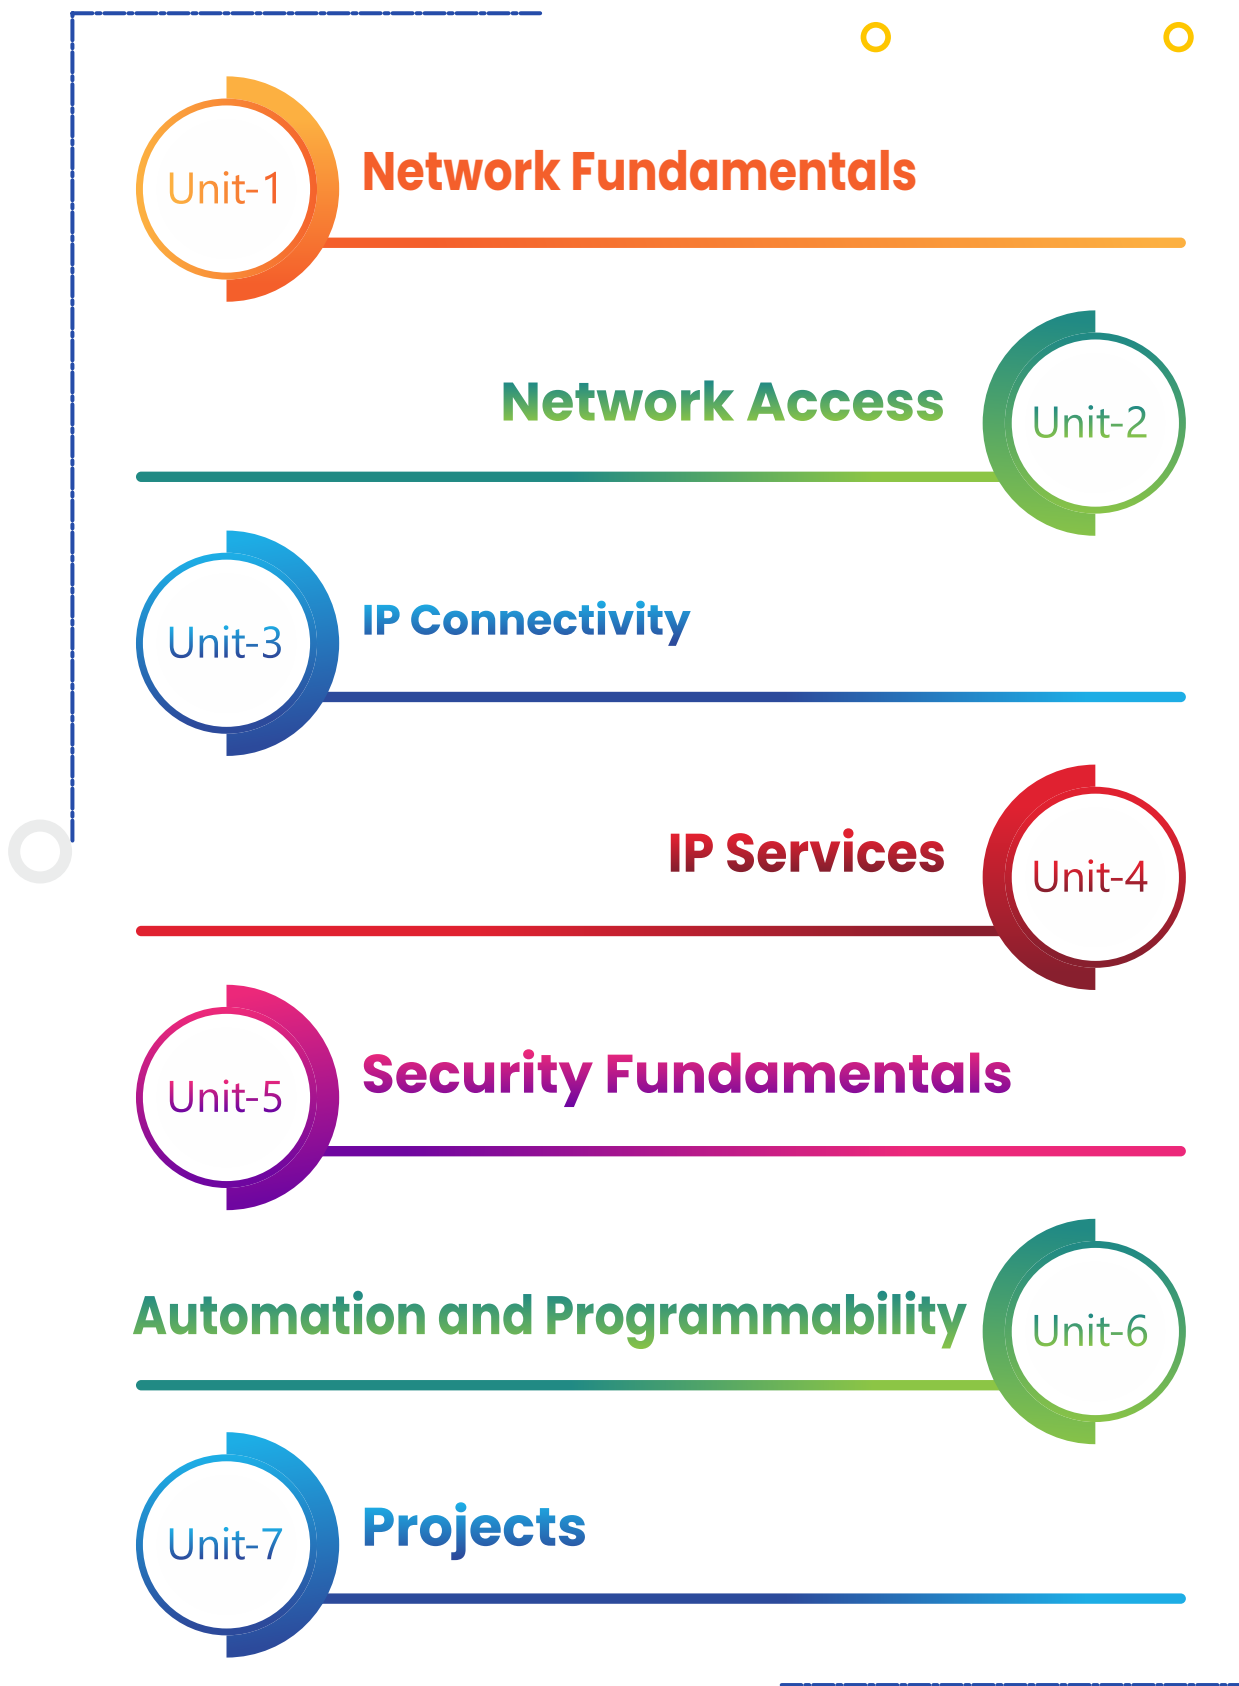 Unit-1
Network Fundamentals
Network Access
Unit-2
Unit-3
IP Connectivity
IP Services
Unit-4
Unit-5
Security Fundamentals
Automation and Programmability
Unit-6
Unit-7
Projects